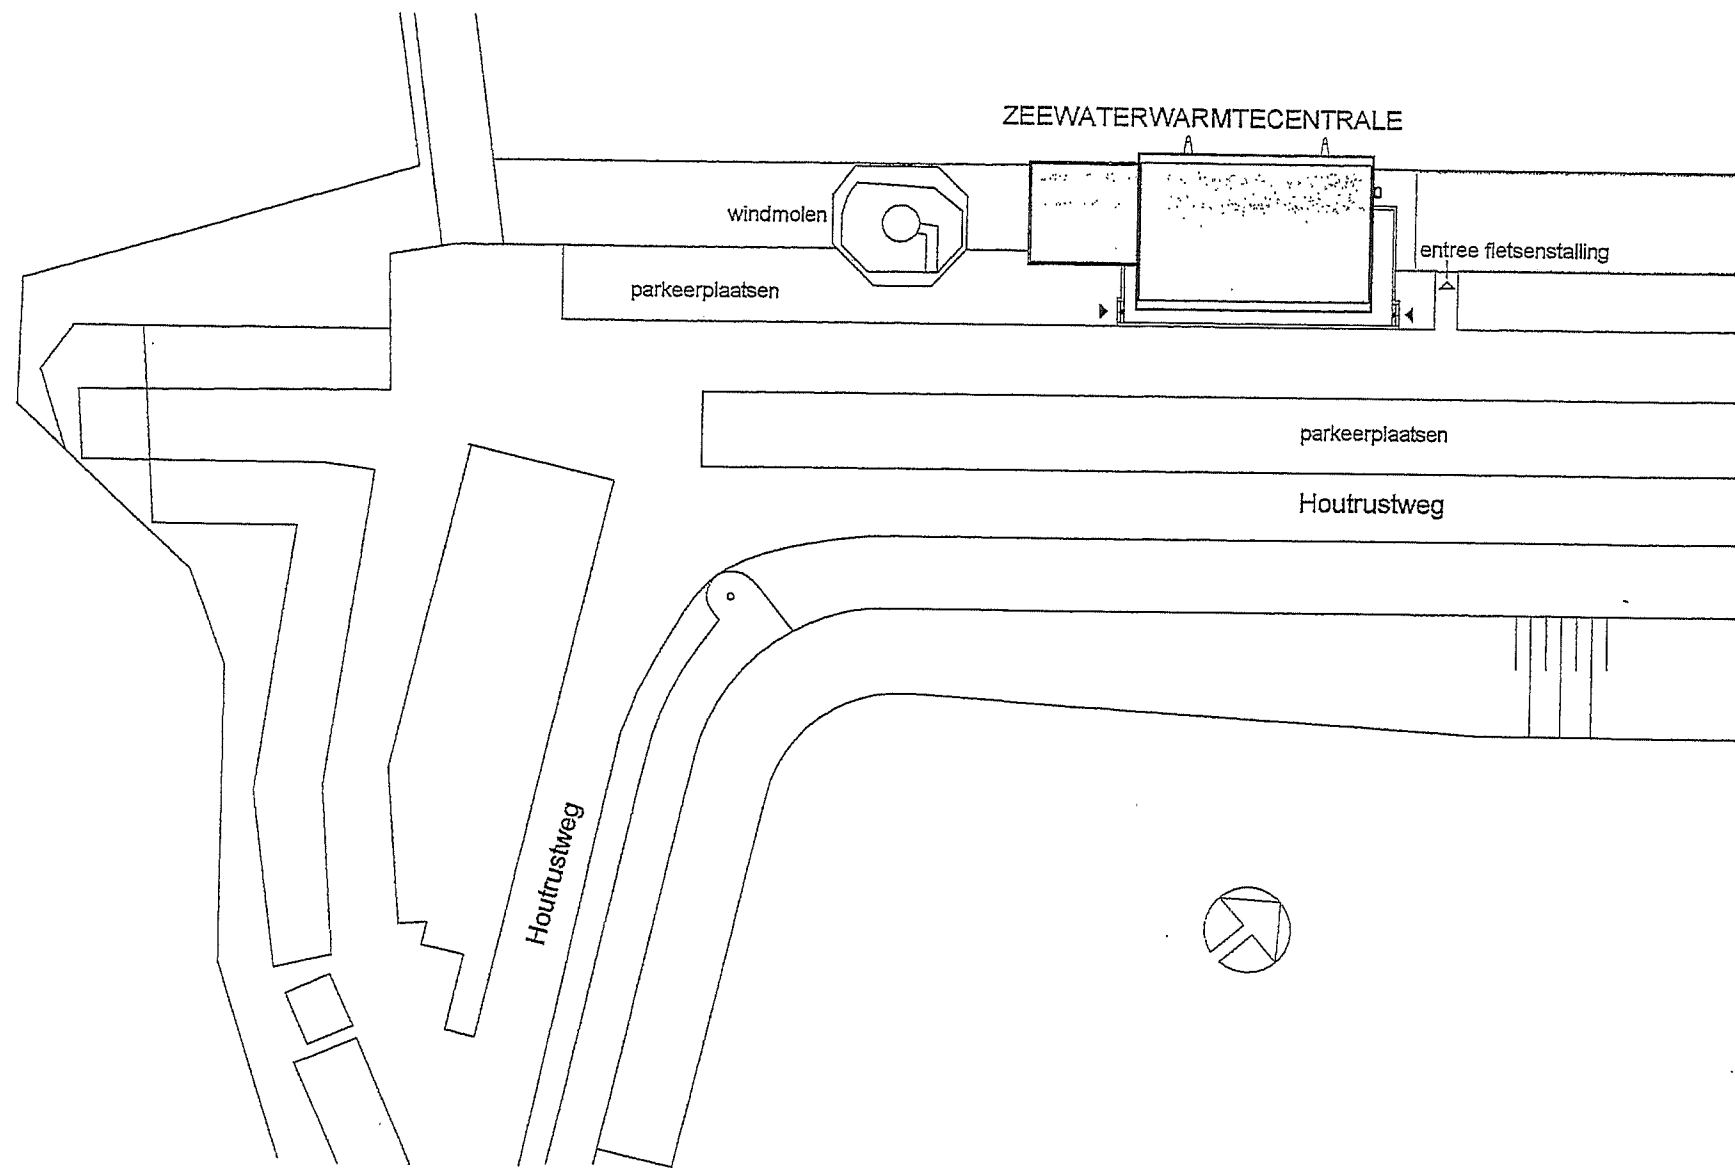 ZEEWATERWARMTECENTRALE
windmolen
entree fietsenstalling
parkeerplaatsen
parkeerplaatsen
Houtrustweg
Houtrustweg